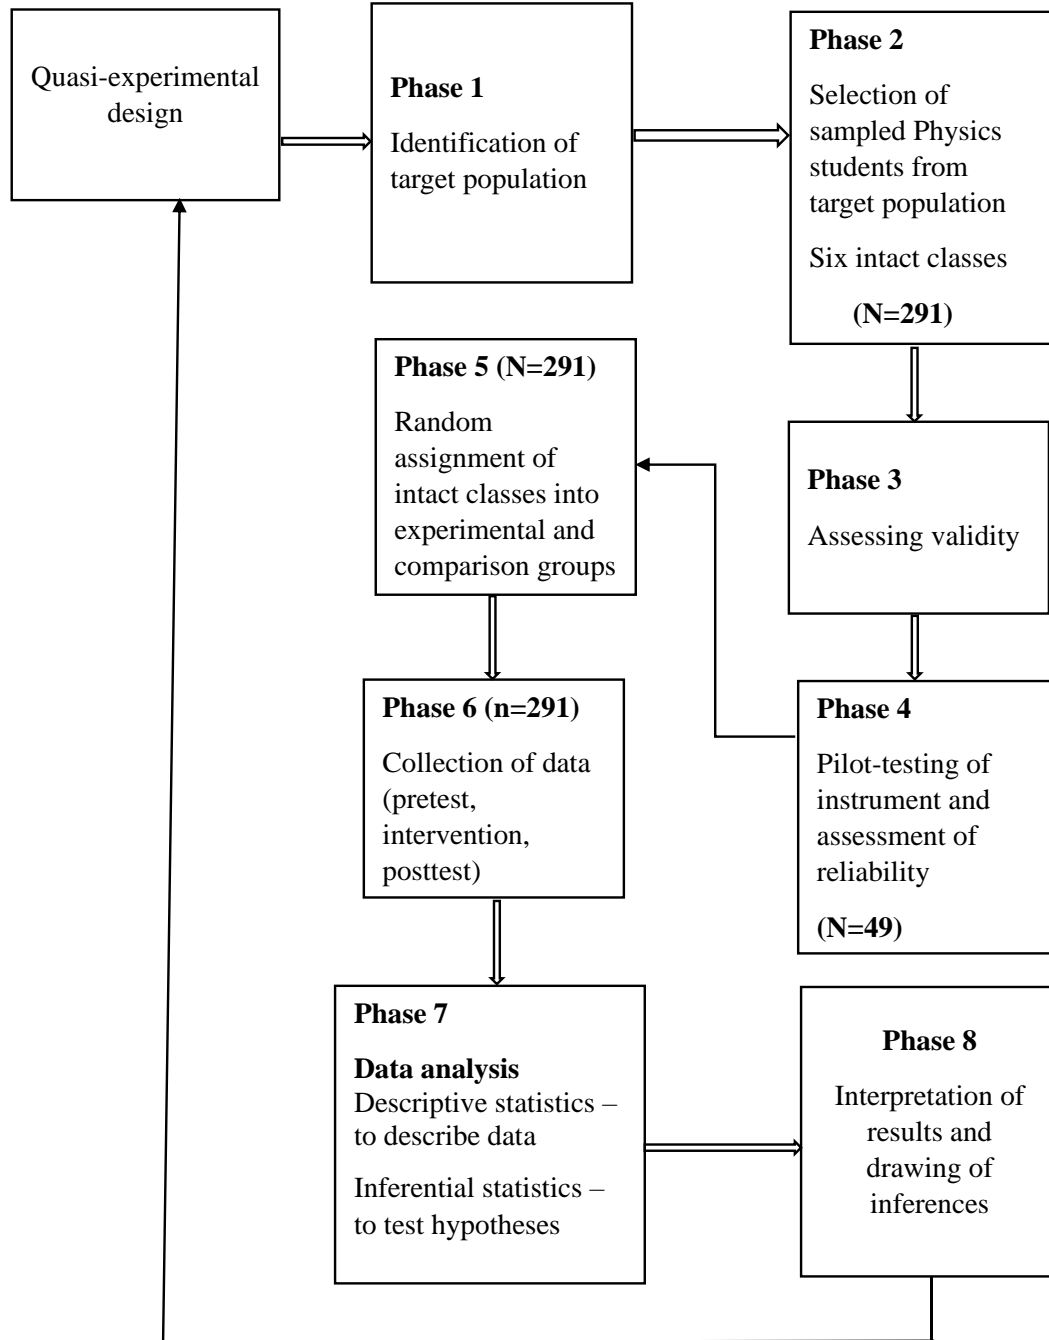 Quasi-experimental
design
Phase 1
Identification of
target population
Phase 2
Selection of
sampled Physics
students from
target population
Six intact classes
(N=291)
Phase 3
Assessing validity
Phase 4
Pilot-testing of
instrument and
assessment of
reliability
(N=49)
Phase 5 (N=291)
Random
assignment of
intact classes into
experimental and
comparison groups
Phase 6 (n=291)
Collection of data
(pretest,
intervention,
posttest)
Phase 7
Data analysis
Descriptive statistics –
to describe data
Inferential statistics –
to test hypotheses
Phase 8
Interpretation of
results and
drawing of
inferences